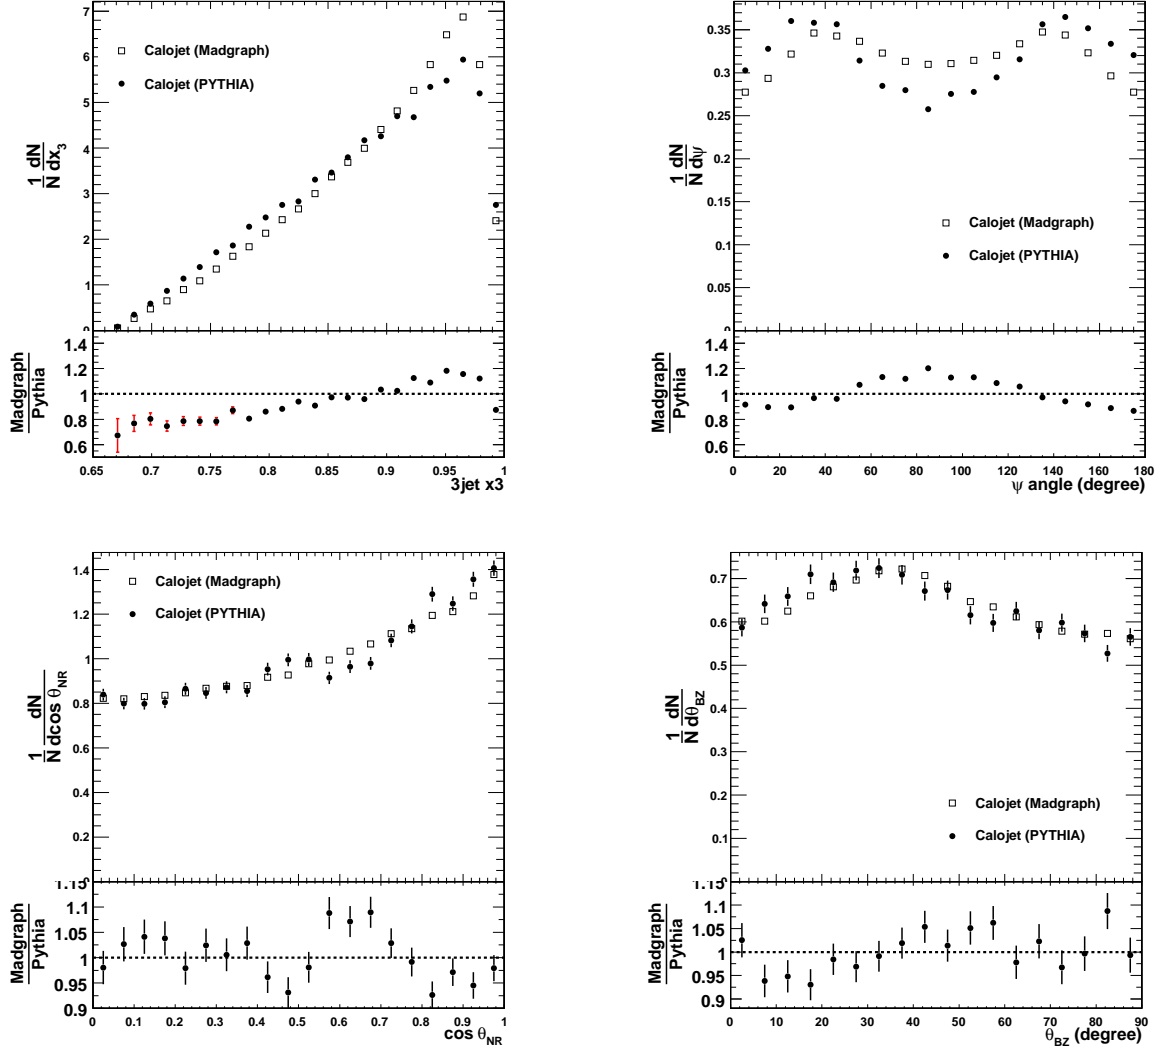 7
6
5
4
3
2
1
0
Calojet (Madgraph)
Calojet (PYTHIA)
1 dN
N dx3
1.4
1.2
1
0.8
0.6
Madgraph
Pythia
0.65 0.7 0.75 0.8 0.85 0.9 0.95 1
3jet x3
0.35
0.3
0.25
0.2
0.15
0.1
0.05
0
1 dN
N dψ
Calojet (Madgraph)
Calojet (PYTHIA)
1.4
1.2
1
0.8
0.6
Madgraph
Pythia
0 20 40 60 80 100 120 140 160 180
ψ angle (degree)
1.4
1.2
1
0.8
0.6
0.4
0.2
0
Calojet (Madgraph)
Calojet (PYTHIA)
1 dN
N dcos θNR
1.15
1.1
1.05
1
0.95
0.9
Madgraph
Pythia
0 0.1 0.2 0.3 0.4 0.5 0.6 0.7 0.8 0.9 1
cos θNR
0.7
0.6
0.5
0.4
0.3
0.2
0.1
0
1 dN
N dθBZ
Calojet (Madgraph)
Calojet (PYTHIA)
1.15
1.1
1.05
1
0.95
0.9
Madgraph
Pythia
0 10 20 30 40 50 60 70 80 90
θBZ (degree)